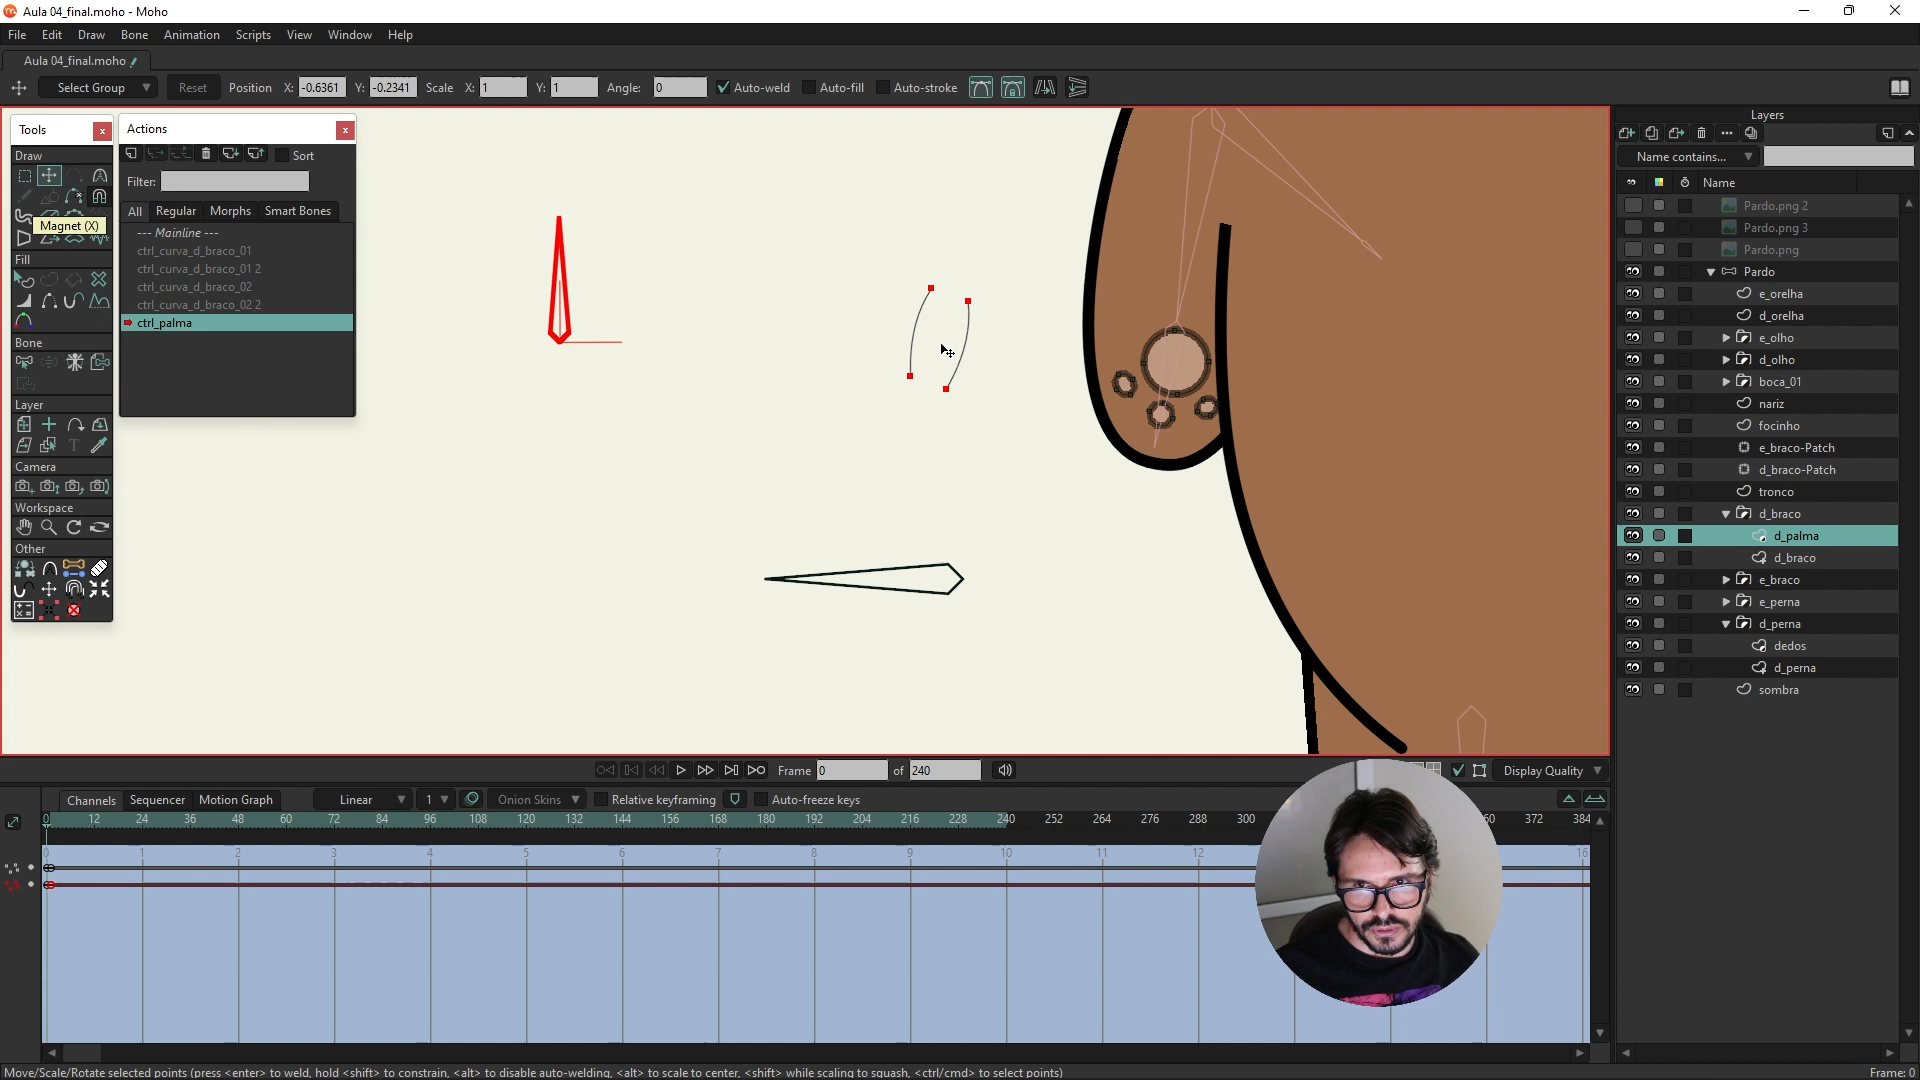 Aula 04_final.moho - Moho
File Edit Draw Bone Animation Scripts View Window Help
Aula 04_final.moho
Select Group Reset Position X: -0.6361 Y: -0.2341 Scale X: 1 Y: 1 Angle: 0 Auto-weld Auto-fill Auto-stroke
Tools
Draw
Magnet (X)
Fill
Bone
Layer
Camera
Workspace
Other
Actions
Sort
Filter:
All Regular Morphs Smart Bones
--- Mainline ---
ctrl_curva_d_braco_01
ctrl_curva_d_braco_01 2
ctrl_curva_d_braco_02
ctrl_curva_d_braco_02 2
ctrl_palma
Layers
Name contains...
Name
Pardo.png 2
Pardo.png 3
Pardo.png
Pardo
e_orelha
d_orelha
e_olho
d_olho
boca_01
nariz
focinho
e_braco-Patch
d_braco-Patch
tronco
d_braco
d_palma
d_braco
e_braco
e_perna
d_perna
dedos
d_perna
sombra
Frame 0 of 240
Display Quality
Channels Sequencer Motion Graph Linear 1 Onion Skins Relative keyframing Auto-freeze keys
0 12 24 36 48 60 72 84 96 108 120 132 144 156 168 180 192 204 216 228 240 252 264 276 288 300 60 372 384
0 1 2 3 4 5 6 7 8 9 10 11 12 16
Move/Scale/Rotate selected points (press <enter> to weld, hold <shift> to constrain, <alt> to disable auto-welding, <alt> to scale to center, <shift> while scaling to squash, <ctrl/cmd> to select points)
Frame: 0